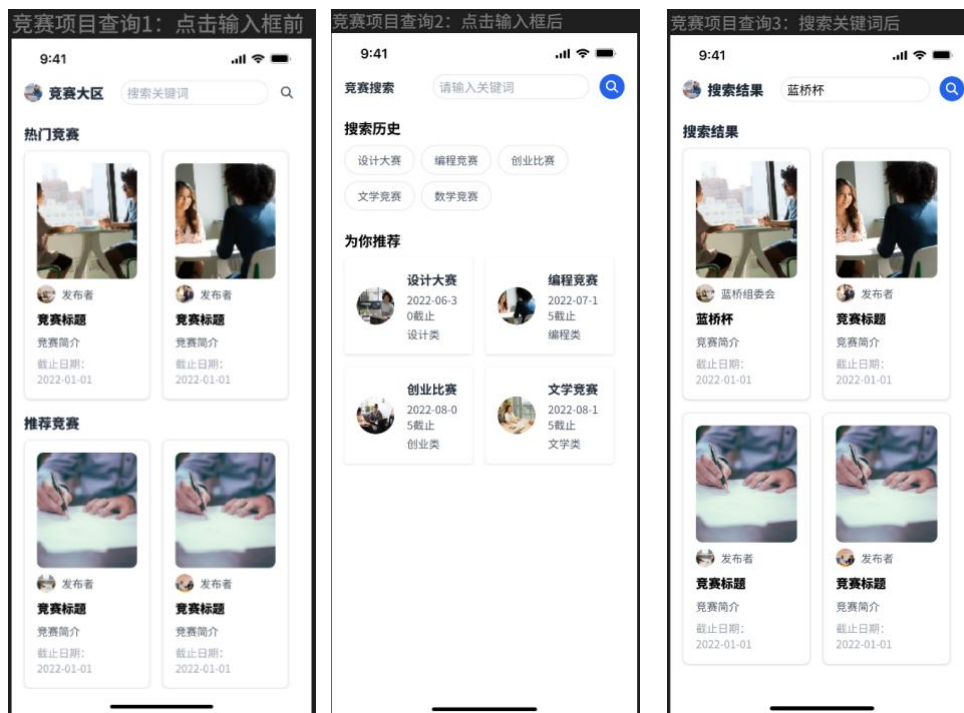 竞赛项目查询1：点击输入框前
9:41
竞赛大区
搜索关键词
热门竞赛
发布者
竞赛标题
竞赛简介
截止日期：
2022-01-01
发布者
竞赛标题
竞赛简介
截止日期：
2022-01-01
推荐竞赛
发布者
竞赛标题
竞赛简介
截止日期：
2022-01-01
发布者
竞赛标题
竞赛简介
截止日期：
2022-01-01
竞赛项目查询2：点击输入框后
9:41
竞赛搜索
请输入关键词
搜索历史
设计大赛
编程竞赛
创业比赛
文学竞赛
数学竞赛
为你推荐
设计大赛
2022-06-3
0截止
设计类
编程竞赛
2022-07-1
5截止
编程类
创业比赛
2022-08-0
5截止
创业类
文学竞赛
2022-08-1
5截止
文学类
竞赛项目查询3：搜索关键词后
9:41
搜索结果
蓝桥杯
搜索结果
蓝桥组委会
蓝桥杯
竞赛简介
截止日期：
2022-01-01
发布者
竞赛标题
竞赛简介
截止日期：
2022-01-01
发布者
竞赛标题
竞赛简介
截止日期：
2022-01-01
发布者
竞赛标题
竞赛简介
截止日期：
2022-01-01